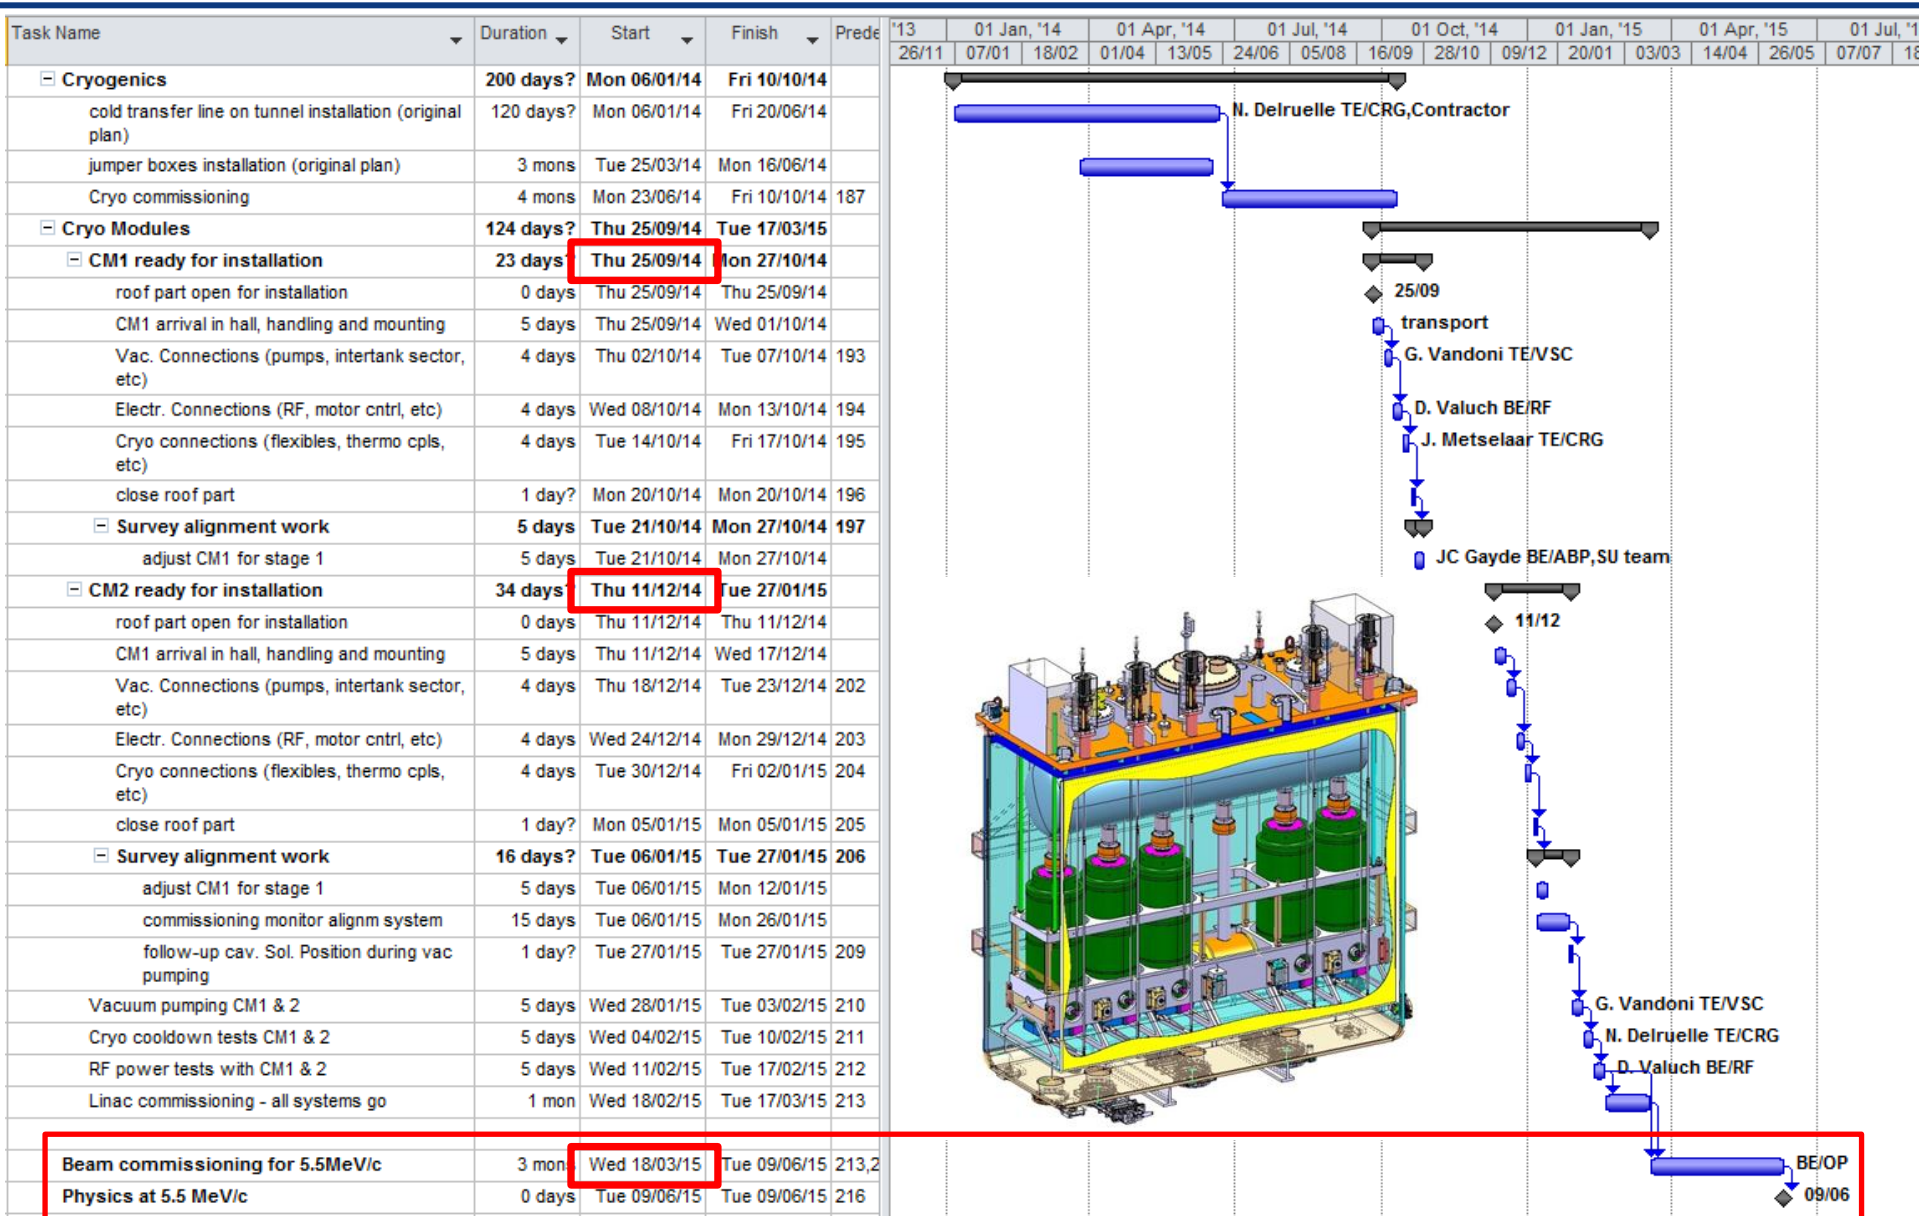 Task Name Duration Start Finish Prede '13 01 Jan, '14 01 Apr, '14 01 Jul, '14 01 Oct, '14 01 Jan, '15 01 Apr, '15 01 Jul, '1
26/11 07/01 18/02 01/04 13/05 24/06 05/08 16/09 28/10 09/12 20/01 03/03 14/04 26/05 07/07 18
Cryogenics 200 days? Mon 06/01/14 Fri 10/10/14
cold transfer line on tunnel installation (original 120 days? Mon 06/01/14 Fri 20/06/14 N. Delruelle TE/CRG,Contractor
plan)
jumper boxes installation (original plan) 3 mons Tue 25/03/14 Mon 16/06/14
Cryo commissioning 4 mons Mon 23/06/14 Fri 10/10/14 187
Cryo Modules 124 days? Thu 25/09/14 Tue 17/03/15
CM1 ready for installation 23 days? Thu 25/09/14 Mon 27/10/14
roof part open for installation 0 days Thu 25/09/14 Thu 25/09/14 25/09
CM1 arrival in hall, handling and mounting 5 days Thu 25/09/14 Wed 01/10/14 transport
Vac. Connections (pumps, intertank sector, 4 days Thu 02/10/14 Tue 07/10/14 193 G. Vandoni TE/VSC
etc)
Electr. Connections (RF, motor cntrl, etc) 4 days Wed 08/10/14 Mon 13/10/14 194 D. Valuch BE/RF
Cryo connections (flexibles, thermo cpls, 4 days Tue 14/10/14 Fri 17/10/14 195 J. Metselaar TE/CRG
etc)
close roof part 1 day? Mon 20/10/14 Mon 20/10/14 196
Survey alignment work 5 days Tue 21/10/14 Mon 27/10/14 197
adjust CM1 for stage 1 5 days Tue 21/10/14 Mon 27/10/14 JC Gayde BE/ABP,SU team
CM2 ready for installation 34 days? Thu 11/12/14 Tue 27/01/15
roof part open for installation 0 days Thu 11/12/14 Thu 11/12/14 11/12
CM1 arrival in hall, handling and mounting 5 days Thu 11/12/14 Wed 17/12/14
Vac. Connections (pumps, intertank sector, 4 days Thu 18/12/14 Tue 23/12/14 202
etc)
Electr. Connections (RF, motor cntrl, etc) 4 days Wed 24/12/14 Mon 29/12/14 203
Cryo connections (flexibles, thermo cpls, 4 days Tue 30/12/14 Fri 02/01/15 204
etc)
close roof part 1 day? Mon 05/01/15 Mon 05/01/15 205
Survey alignment work 16 days? Tue 06/01/15 Tue 27/01/15 206
adjust CM1 for stage 1 5 days Tue 06/01/15 Mon 12/01/15
commissioning monitor alignm system 15 days Tue 06/01/15 Mon 26/01/15
follow-up cav. Sol. Position during vac 1 day? Tue 27/01/15 Tue 27/01/15 209
pumping
Vacuum pumping CM1 & 2 5 days Wed 28/01/15 Tue 03/02/15 210 G. Vandoni TE/VSC
Cryo cooldown tests CM1 & 2 5 days Wed 04/02/15 Tue 10/02/15 211 N. Delruelle TE/CRG
RF power tests with CM1 & 2 5 days Wed 11/02/15 Tue 17/02/15 212 D. Valuch BE/RF
Linac commissioning - all systems go 1 mon Wed 18/02/15 Tue 17/03/15 213
Beam commissioning for 5.5MeV/c 3 mons Wed 18/03/15 Tue 09/06/15 213,2 BE/OP
Physics at 5.5 MeV/c 0 days Tue 09/06/15 Tue 09/06/15 216 09/06